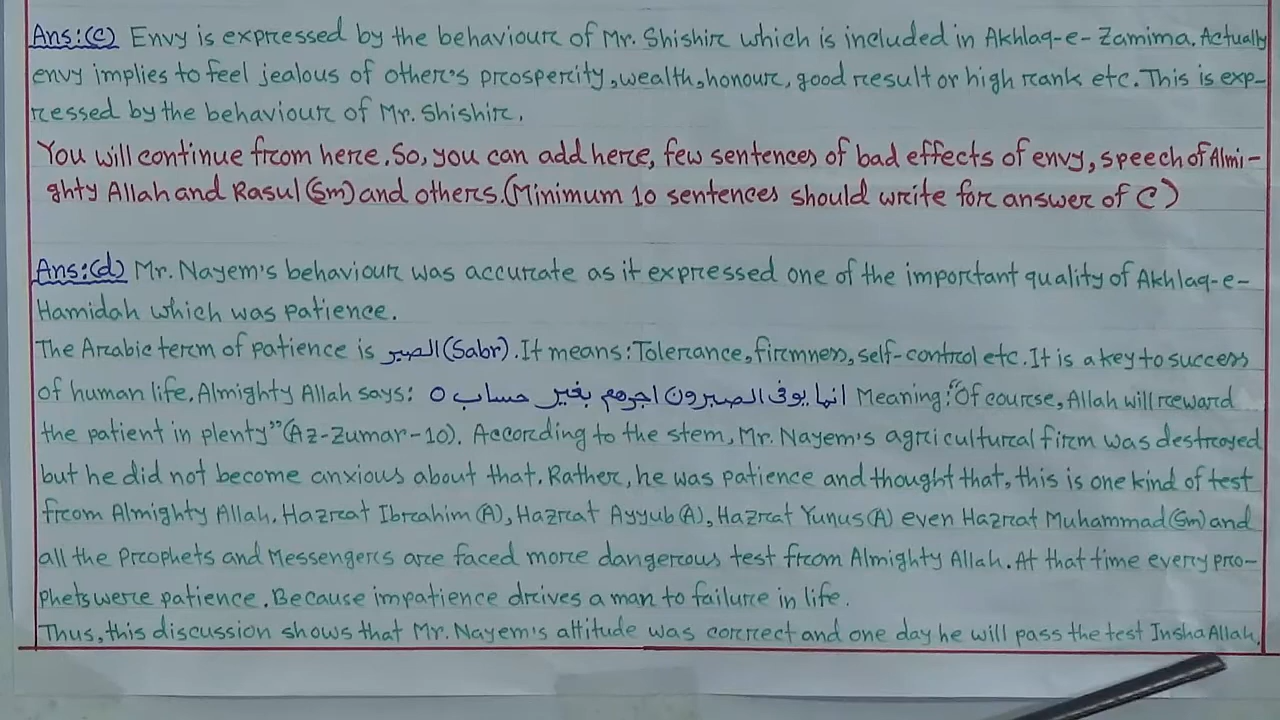 Ans:(c) Envy is expressed by the behaviour of Mr. Shishir which is included in Akhlaq-e-Zamima. Actually
envy implies to feel jealous of other's prosperity, wealth, honour, good result or high rank etc. This is exp-
ressed by the behaviour of Mr. Shishir.
You will continue from here. So, you can add here, few sentences of bad effects of envy, speech of Almi-
ghty Allah and Rasul (Sm) and others. (Minimum 10 sentences should write for answer of C)
Ans:(d) Mr. Nayem's behaviour was accurate as it expressed one of the important quality of Akhlaq-e-
Hamidah which was patience.
The Arabic term of patience is الصبر (Sabr). It means: Tolerance, firmness, self-control etc. It is a key to success
of human life. Almighty Allah says: انما يوفى الصبرون اجرهم بغير حساب ○ Meaning: "Of course, Allah will reward
the patient in plenty" (Az-Zumar-10). According to the stem, Mr. Nayem's agricultural firm was destroyed
but he did not become anxious about that. Rather, he was patience and thought that, this is one kind of test
from Almighty Allah. Hazrat Ibrahim (A), Hazrat Ayyub (A), Hazrat Yunus (A) even Hazrat Muhammad (Sm) and
all the Prophets and Messengers are faced more dangerous test from Almighty Allah. At that time every pro-
phets were patience. Because impatience drives a man to failure in life.
Thus, this discussion shows that Mr. Nayem's attitude was correct and one day he will pass the test InshaAllah.